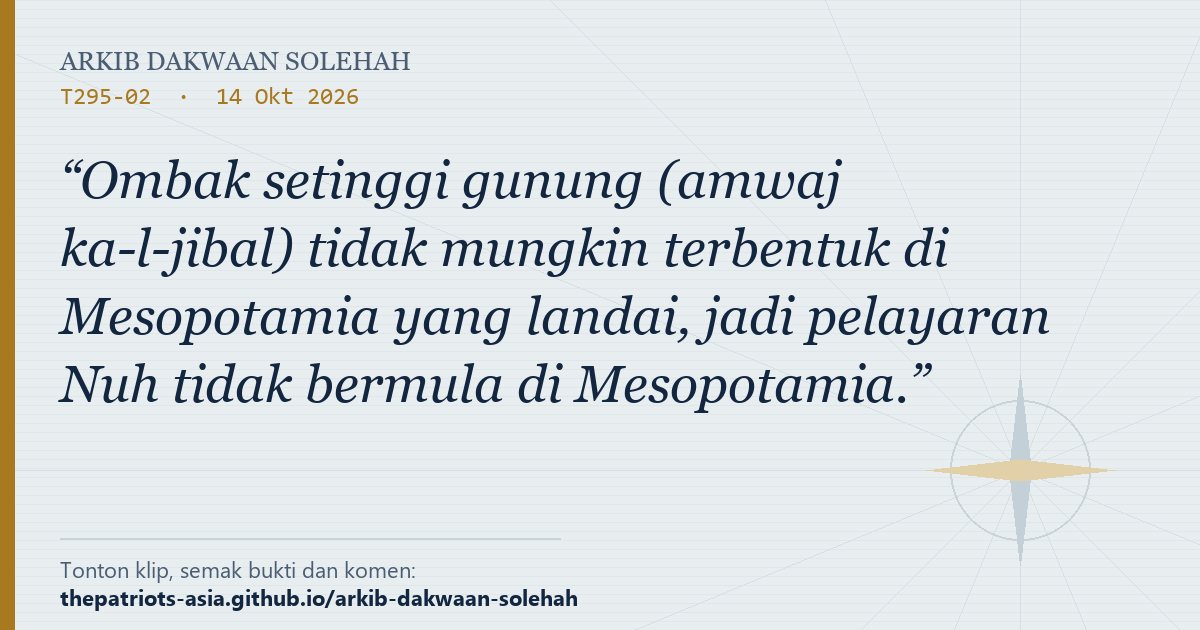 ARKIB DAKWAAN SOLEHAH
T295-02 · 14 Okt 2026
“Ombak setinggi gunung (amwaj
ka-l-jibal) tidak mungkin terbentuk di
Mesopotamia yang landai, jadi pelayaran
Nuh tidak bermula di Mesopotamia.”
Tonton klip, semak bukti dan komen:
thepatriots-asia.github.io/arkib-dakwaan-solehah